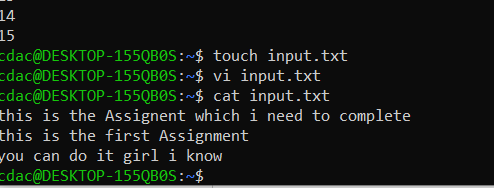 14
15
cdac@DESKTOP-155QB0S:~$ touch input.txt
cdac@DESKTOP-155QB0S:~$ vi input.txt
cdac@DESKTOP-155QB0S:~$ cat input.txt
this is the Assignent which i need to complete
this is the first Assignment
you can do it girl i know
cdac@DESKTOP-155QB0S:~$